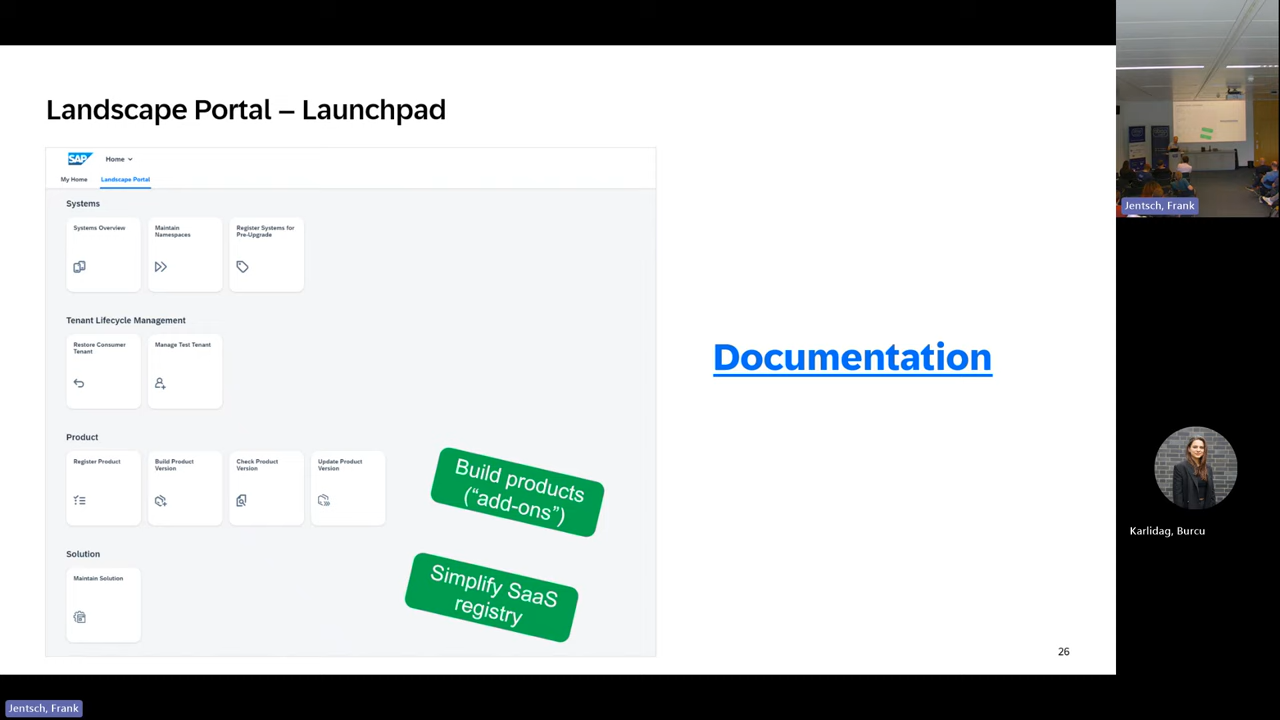 Landscape Portal – Launchpad
SAP
Home
My Home
Landscape Portal
Systems
Systems Overview
Maintain
Namespaces
Register Systems for
Pre-Upgrade
Tenant Lifecycle Management
Restore Consumer
Tenant
Manage Test Tenant
Product
Register Product
Build Product
Version
Check Product
Version
Update Product
Version
Build products
(“add-ons”)
Solution
Maintain Solution
Simplify SaaS
registry
Documentation
26
Jentsch, Frank
Karlidag, Burcu
Jentsch, Frank